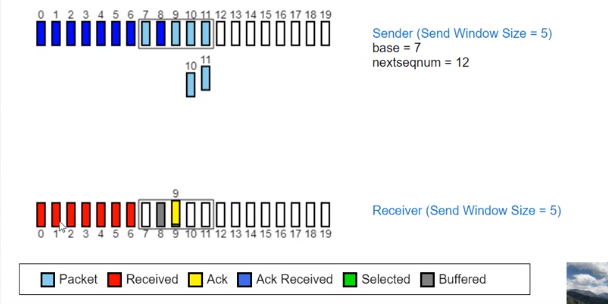 0 1 2 3 4 5 6 7 8 9 10 11 12 13 14 15 16 17 18 19
Sender (Send Window Size = 5)
base = 7
nextseqnum = 12
10 11
9
Receiver (Send Window Size = 5)
0 1 2 3 4 5 6 7 8 9 10 11 12 13 14 15 16 17 18 19
Packet Received Ack Ack Received Selected Buffered